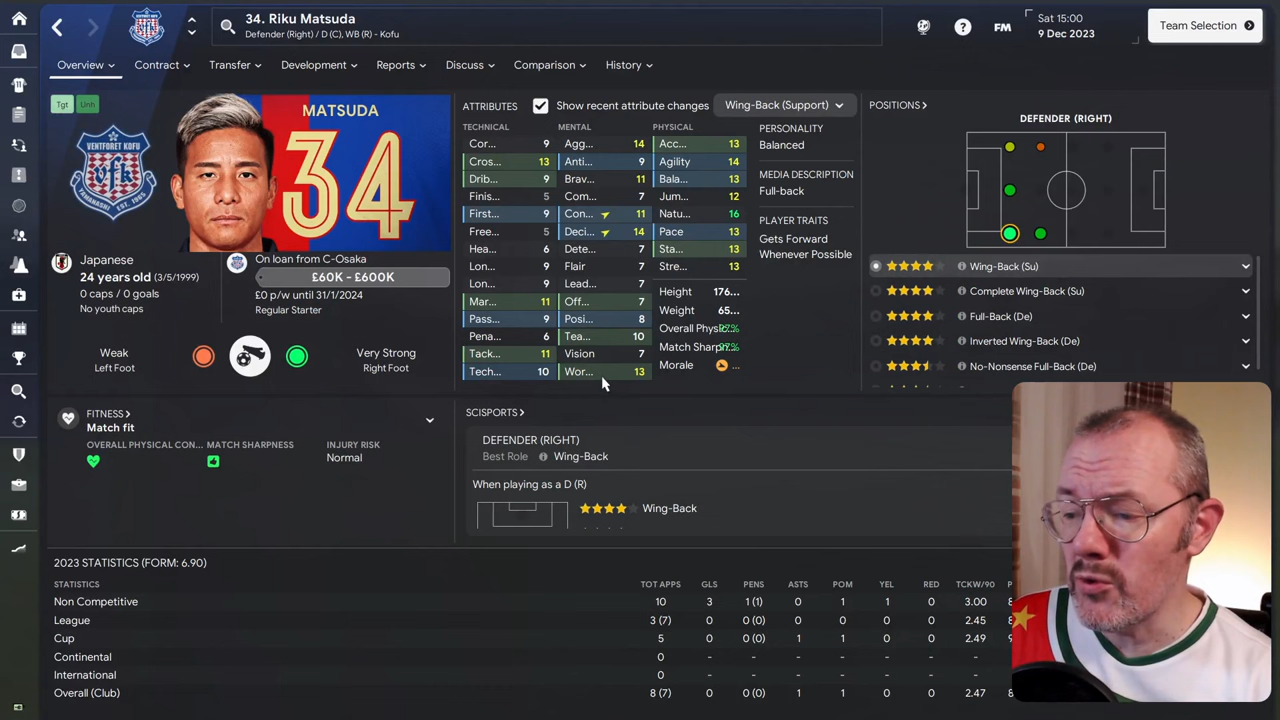 34. Riku Matsuda
Defender (Right) / D (C), WB (R) - Kofu
FM
Sat 15:00
9 Dec 2023
Team Selection
Overview
Contract
Transfer
Development
Reports
Discuss
Comparison
History
Tgt Unh
VENTFORET KOFU
vfk
MATSUDA
34
Japanese
24 years old (3/5/1999)
0 caps / 0 goals
No youth caps
On loan from C-Osaka
£60K - £600K
£0 p/w until 31/1/2024
Regular Starter
Weak
Left Foot
Very Strong
Right Foot
ATTRIBUTES
Show recent attribute changes
Wing-Back (Support)
TECHNICAL MENTAL PHYSICAL
Cor... 9 Agg... 14 Acc... 13
Cros... 13 Anti... 9 Agility 14
Drib... 9 Brav... 11 Bala... 13
Finis... 5 Com... 7 Jum... 12
First... 9 Con... 11 Natu... 16
Free... 5 Deci... 14 Pace 13
Hea... 6 Dete... 7 Sta... 13
Lon... 9 Flair 7 Stre... 13
Lon... 9 Lead... 7
Mar... 11 Off... 7
Pass... 9 Posi... 8
Pena... 6 Tea... 10
Tack... 11 Vision 7
Tech... 10 Wor... 13
Height 176...
Weight 65...
Overall Physic...
Match Sharp...
Morale ...
PERSONALITY
Balanced
MEDIA DESCRIPTION
Full-back
PLAYER TRAITS
Gets Forward
Whenever Possible
POSITIONS
DEFENDER (RIGHT)
Wing-Back (Su)
Complete Wing-Back (Su)
Full-Back (De)
Inverted Wing-Back (De)
No-Nonsense Full-Back (De)
FITNESS
Match fit
OVERALL PHYSICAL CON... MATCH SHARPNESS INJURY RISK
Normal
SCISPORTS
DEFENDER (RIGHT)
Best Role Wing-Back
When playing as a D (R)
Wing-Back
2023 STATISTICS (FORM: 6.90)
STATISTICS TOT APPS GLS PENS ASTS POM YEL RED TCKW/90
Non Competitive 10 3 1 (1) 0 1 1 0 3.00
League 3 (7) 0 0 (0) 0 0 0 0 2.45
Cup 5 0 0 (0) 1 1 0 0 2.49
Continental 0 - - - - - - -
International 0 - - - - - - -
Overall (Club) 8 (7) 0 0 (0) 1 1 0 0 2.47